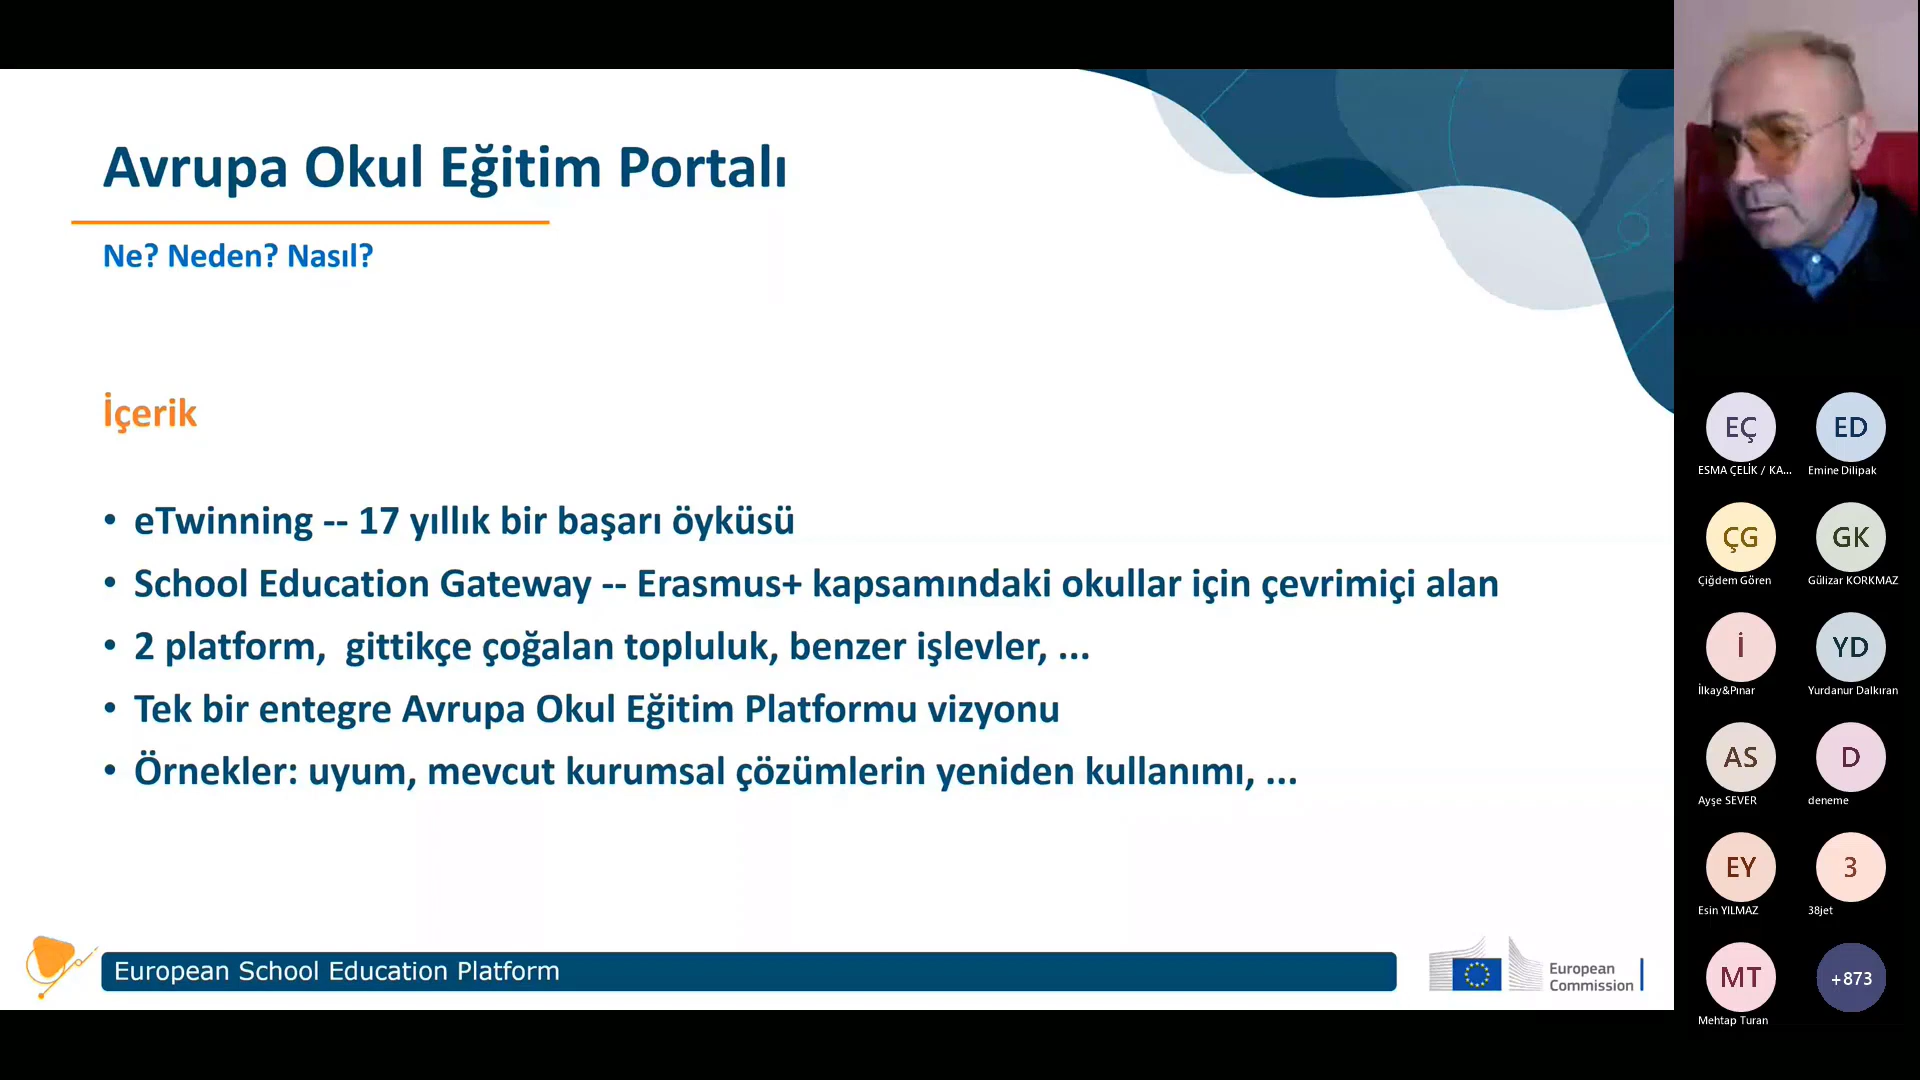 Avrupa Okul Eğitim Portalı
Ne? Neden? Nasıl?
İçerik
• eTwinning -- 17 yıllık bir başarı öyküsü
• School Education Gateway -- Erasmus+ kapsamındaki okullar için çevrimiçi alan
• 2 platform,  gittikçe çoğalan topluluk, benzer işlevler, ...
• Tek bir entegre Avrupa Okul Eğitim Platformu vizyonu
• Örnekler: uyum, mevcut kurumsal çözümlerin yeniden kullanımı, ...
European School Education Platform
European
Commission
EÇ ED
ESMA ÇELİK / KA... Emine Dilipak
ÇG GK
Çiğdem Gören Gülizar KORKMAZ
İ YD
İlkay&Pınar Yurdanur Dalkıran
AS D
Ayşe SEVER deneme
EY 3
Esin YILMAZ 38jet
MT +873
Mehtap Turan